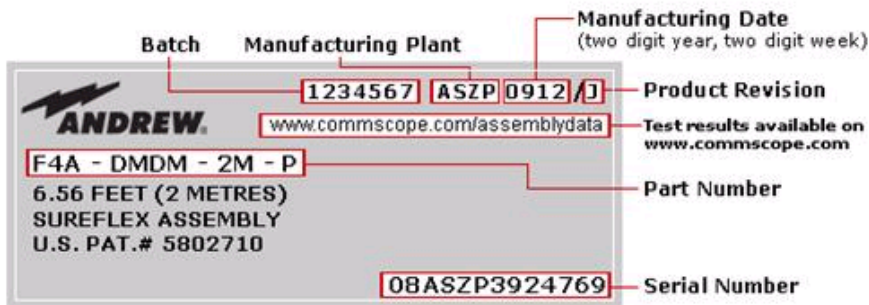 Manufacturing Date
(two digit year, two digit week)
Batch Manufacturing Plant
1234567 ASZP 0912 /J Product Revision
ANDREW.
www.commscope.com/assemblydata
Test results available on
www.commscope.com
F4A - DMDM - 2M - P
Part Number
6.56 FEET (2 METRES)
SUREFLEX ASSEMBLY
U.S. PAT.# 5802710
08ASZP3924769 Serial Number